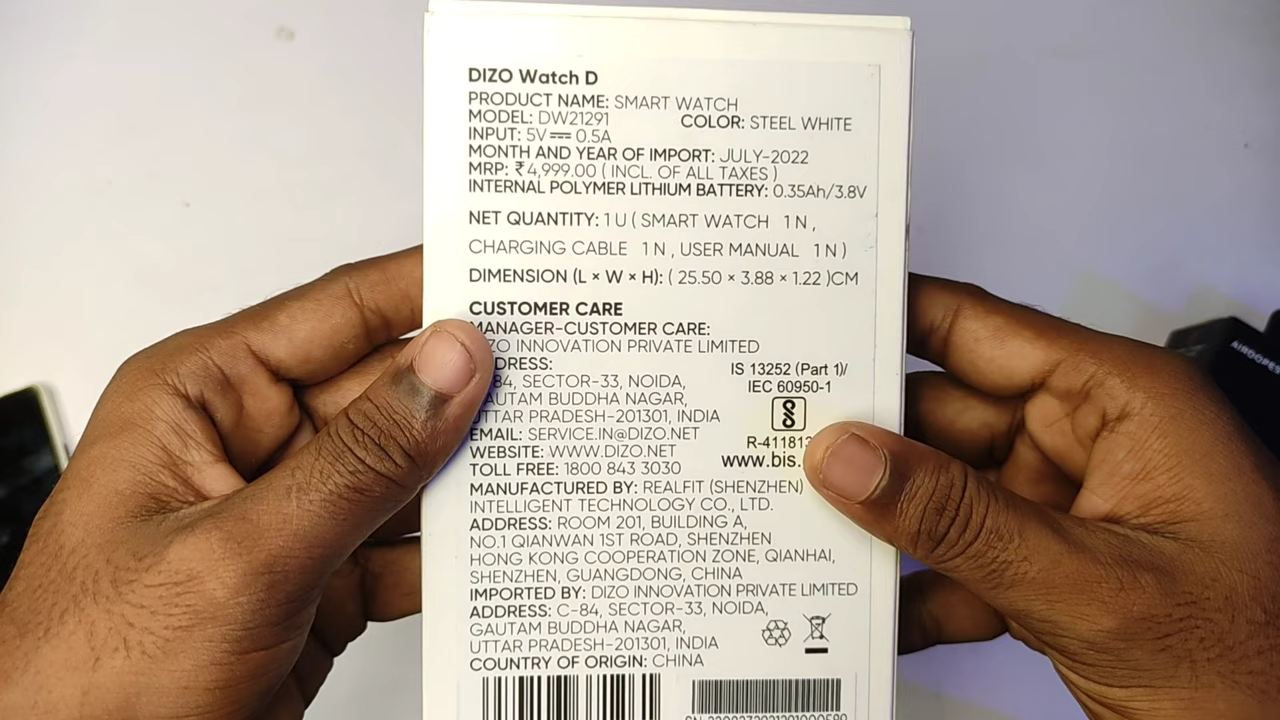 DIZO Watch D
PRODUCT NAME: SMART WATCH
MODEL: DW21291 COLOR: STEEL WHITE
INPUT: 5V⎓0.5A
MONTH AND YEAR OF IMPORT: JULY-2022
MRP: ₹4,999.00 ( INCL. OF ALL TAXES )
INTERNAL POLYMER LITHIUM BATTERY: 0.35Ah/3.8V
NET QUANTITY: 1 U ( SMART WATCH 1 N ,
CHARGING CABLE 1 N , USER MANUAL 1 N )
DIMENSION (L × W × H): ( 25.50 × 3.88 × 1.22 )CM
CUSTOMER CARE
MANAGER-CUSTOMER CARE:
ZO INNOVATION PRIVATE LIMITED
DRESS:
84, SECTOR-33, NOIDA,
GAUTAM BUDDHA NAGAR,
UTTAR PRADESH-201301, INDIA
EMAIL: SERVICE.IN@DIZO.NET
WEBSITE: WWW.DIZO.NET
TOLL FREE: 1800 843 3030
IS 13252 (Part 1)/
IEC 60950-1
R-411813
www.bis.
MANUFACTURED BY: REALFIT (SHENZHEN)
INTELLIGENT TECHNOLOGY CO., LTD.
ADDRESS: ROOM 201, BUILDING A,
NO.1 QIANWAN 1ST ROAD, SHENZHEN
HONG KONG COOPERATION ZONE, QIANHAI,
SHENZHEN, GUANGDONG, CHINA
IMPORTED BY: DIZO INNOVATION PRIVATE LIMITED
ADDRESS: C-84, SECTOR-33, NOIDA,
GAUTAM BUDDHA NAGAR,
UTTAR PRADESH-201301, INDIA
COUNTRY OF ORIGIN: CHINA
AIRDOPES